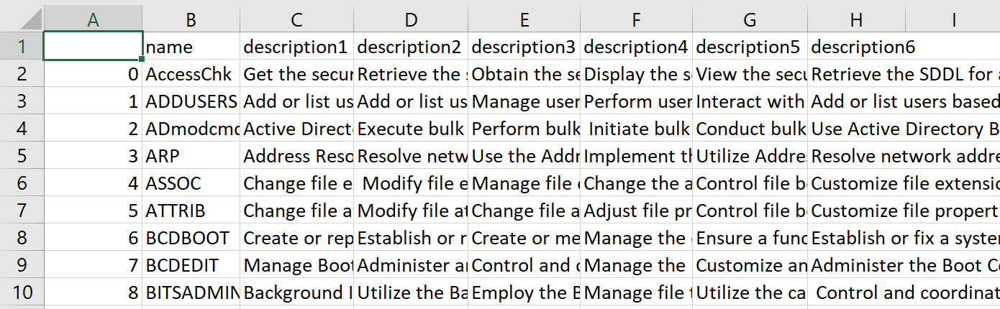 A B C D E F G H I
1 name description1 description2 description3 description4 description5 description6
2 0 AccessChk Get the secur Retrieve the Obtain the se Display the s View the secu Retrieve the SDDL for a
3 1 ADDUSERS Add or list us Add or list us Manage user Perform user Interact with Add or list users based
4 2 ADmodcmd Active Direct Execute bulk Perform bulk Initiate bulk Conduct bulk Use Active Directory B
5 3 ARP Address Reso Resolve netw Use the Addr Implement t Utilize Addre Resolve network addre
6 4 ASSOC Change file e Modify file e Manage file Change the a Control file b Customize file extensio
7 5 ATTRIB Change file a Modify file at Change file a Adjust file pr Control file b Customize file propert
8 6 BCDBOOT Create or rep Establish or r Create or me Manage the Ensure a func Establish or fix a syste
9 7 BCDEDIT Manage Boot Administer a Control and Manage the Customize an Administer the Boot C
10 8 BITSADMIN Background I Utilize the Ba Employ the B Manage file t Utilize the ca Control and coordinat